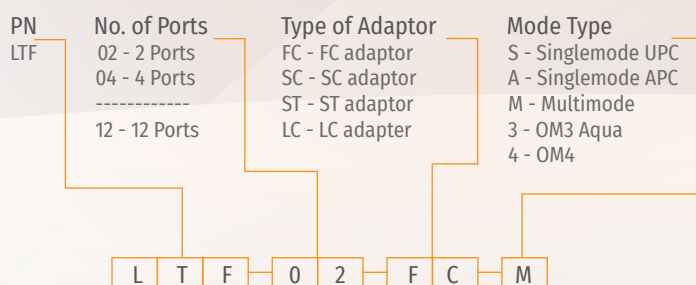 PN
LTF
No. of Ports
02 - 2 Ports
04 - 4 Ports
------------
12 - 12 Ports
Type of Adaptor
FC - FC adaptor
SC - SC adaptor
ST - ST adaptor
LC - LC adapter
Mode Type
S - Singlemode UPC
A - Singlemode APC
M - Multimode
3 - OM3 Aqua
4 - OM4
L T F - 0 2 - F C - M